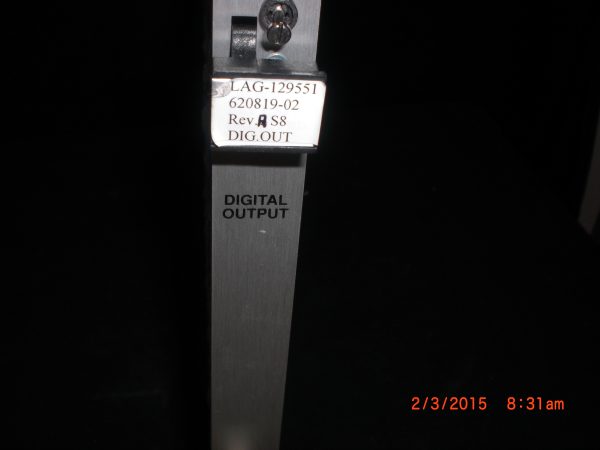 LAG-129551
620819-02
Rev.A S8
DIG.OUT
DIGITAL
OUTPUT
2/3/2015 8:31am